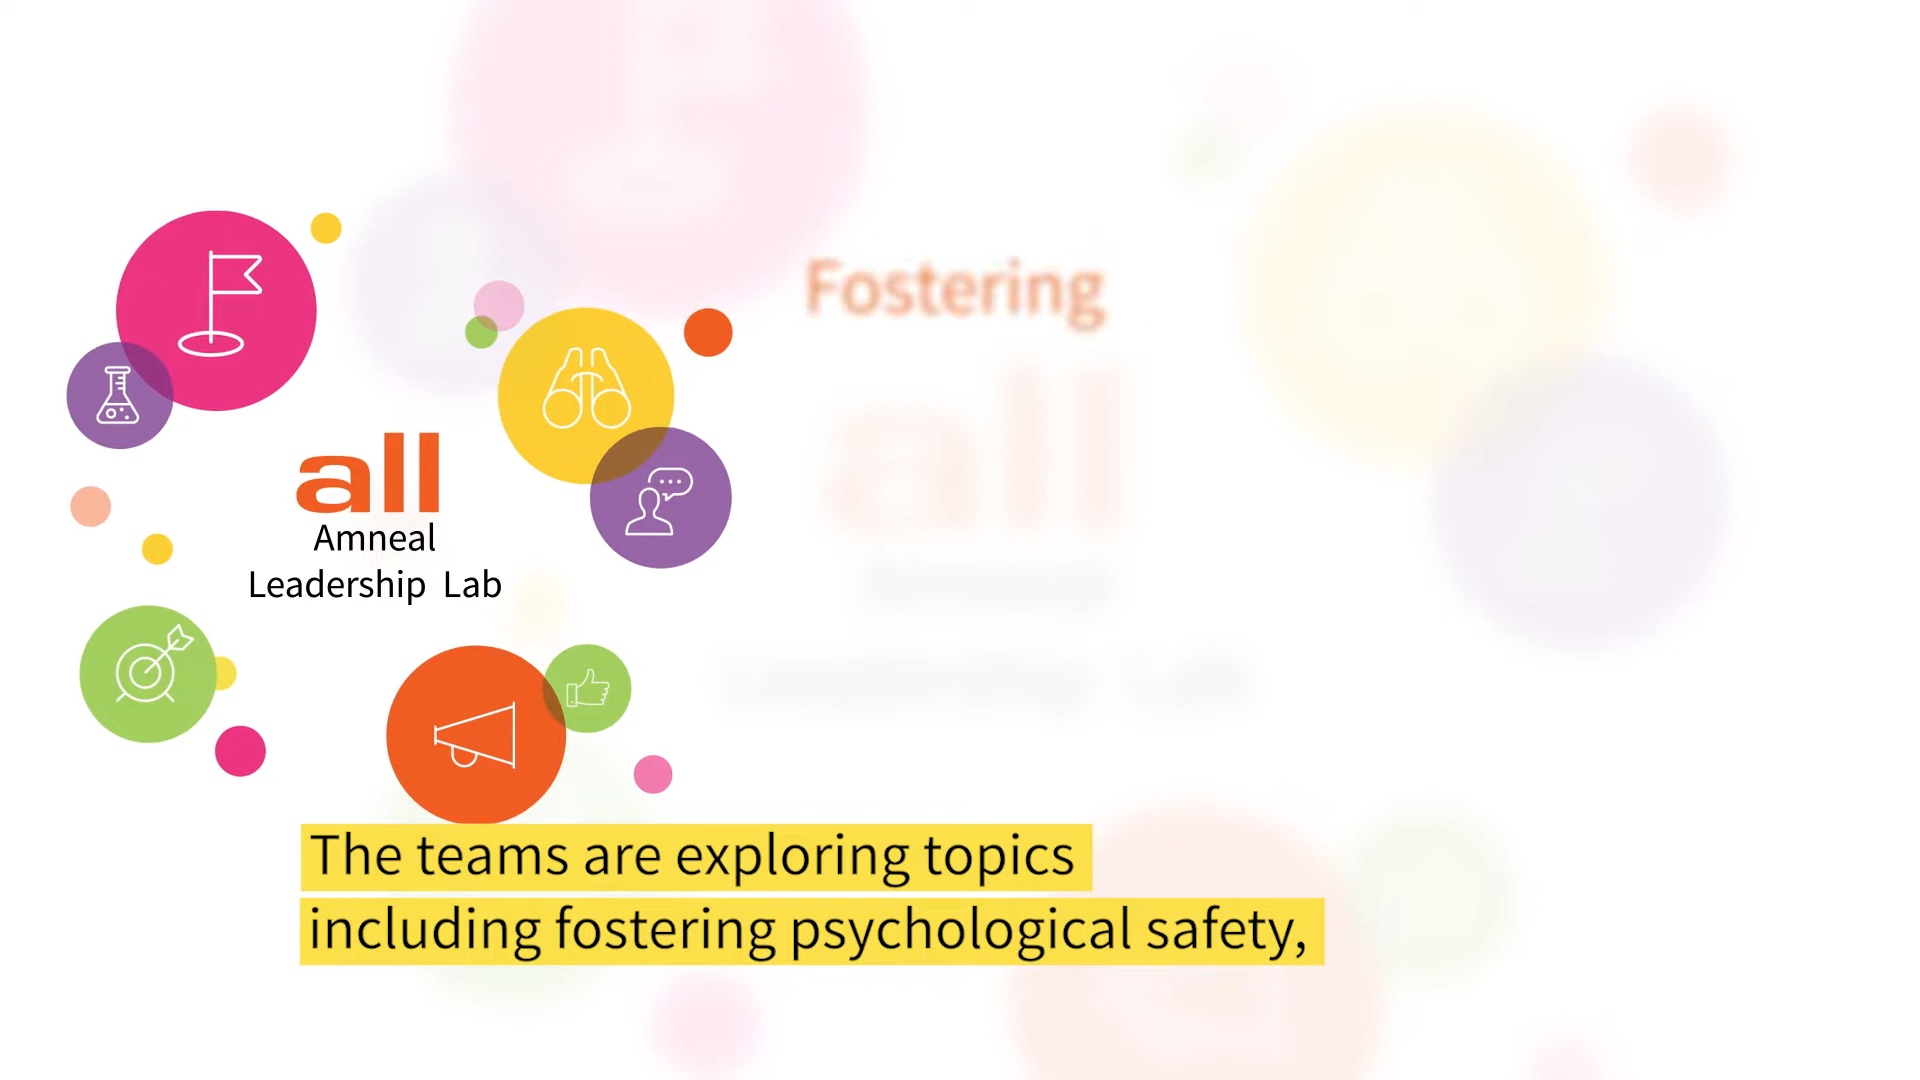 Fostering
all
Amneal
Leadership Lab
The teams are exploring topics
including fostering psychological safety,